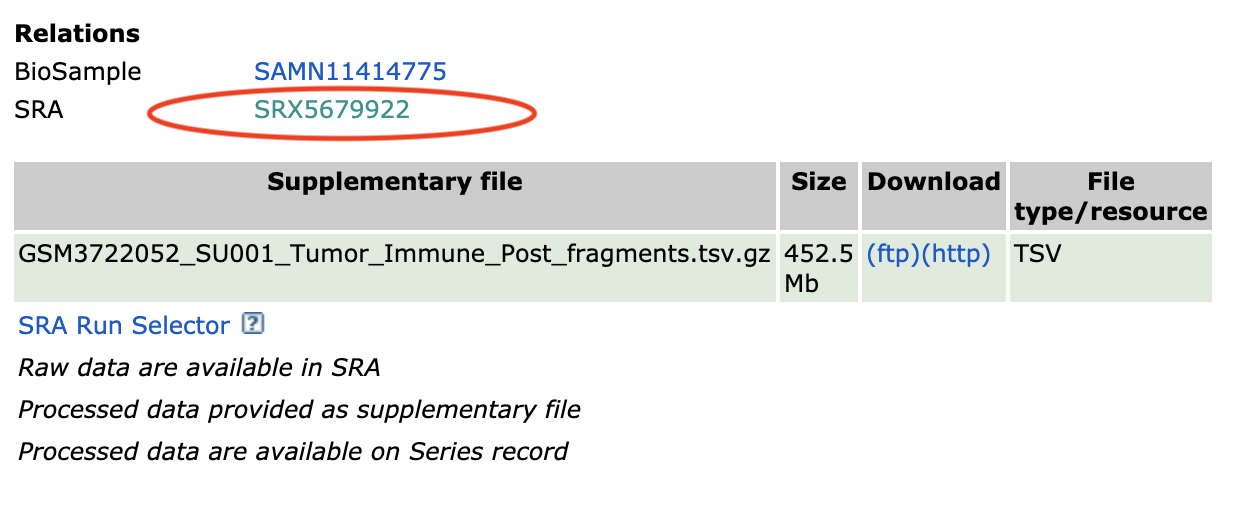 Relations
BioSample SAMN11414775
SRA SRX5679922
Supplementary file Size Download File
type/resource
GSM3722052_SU001_Tumor_Immune_Post_fragments.tsv.gz 452.5 (ftp)(http) TSV
Mb
SRA Run Selector ?
Raw data are available in SRA
Processed data provided as supplementary file
Processed data are available on Series record